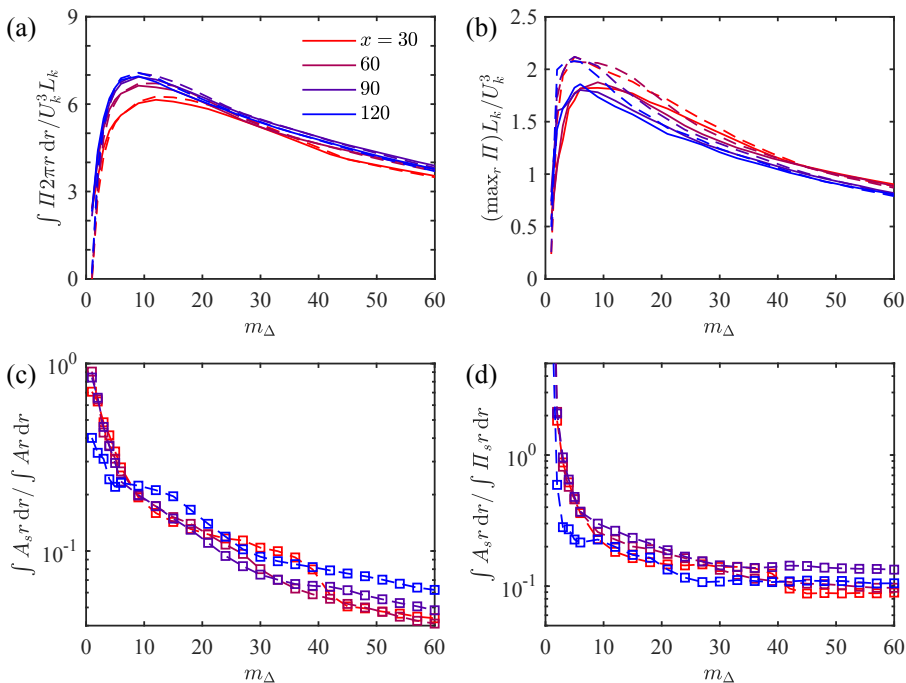 (a)
∫ Π2πr dr/U_k^3 L_k
9
6
3
0
x = 30
60
90
120
0 10 20 30 40 50 60
m_Δ
(b)
(max_r Π)L_k/U_k^3
2.5
2
1.5
1
0.5
0
0 10 20 30 40 50 60
m_Δ
(c)
∫ A_s r dr/ ∫ Ar dr
10^0
10^-1
0 10 20 30 40 50 60
m_Δ
(d)
∫ A_s r dr/ ∫ Π_s r dr
10^0
10^-1
0 10 20 30 40 50 60
m_Δ